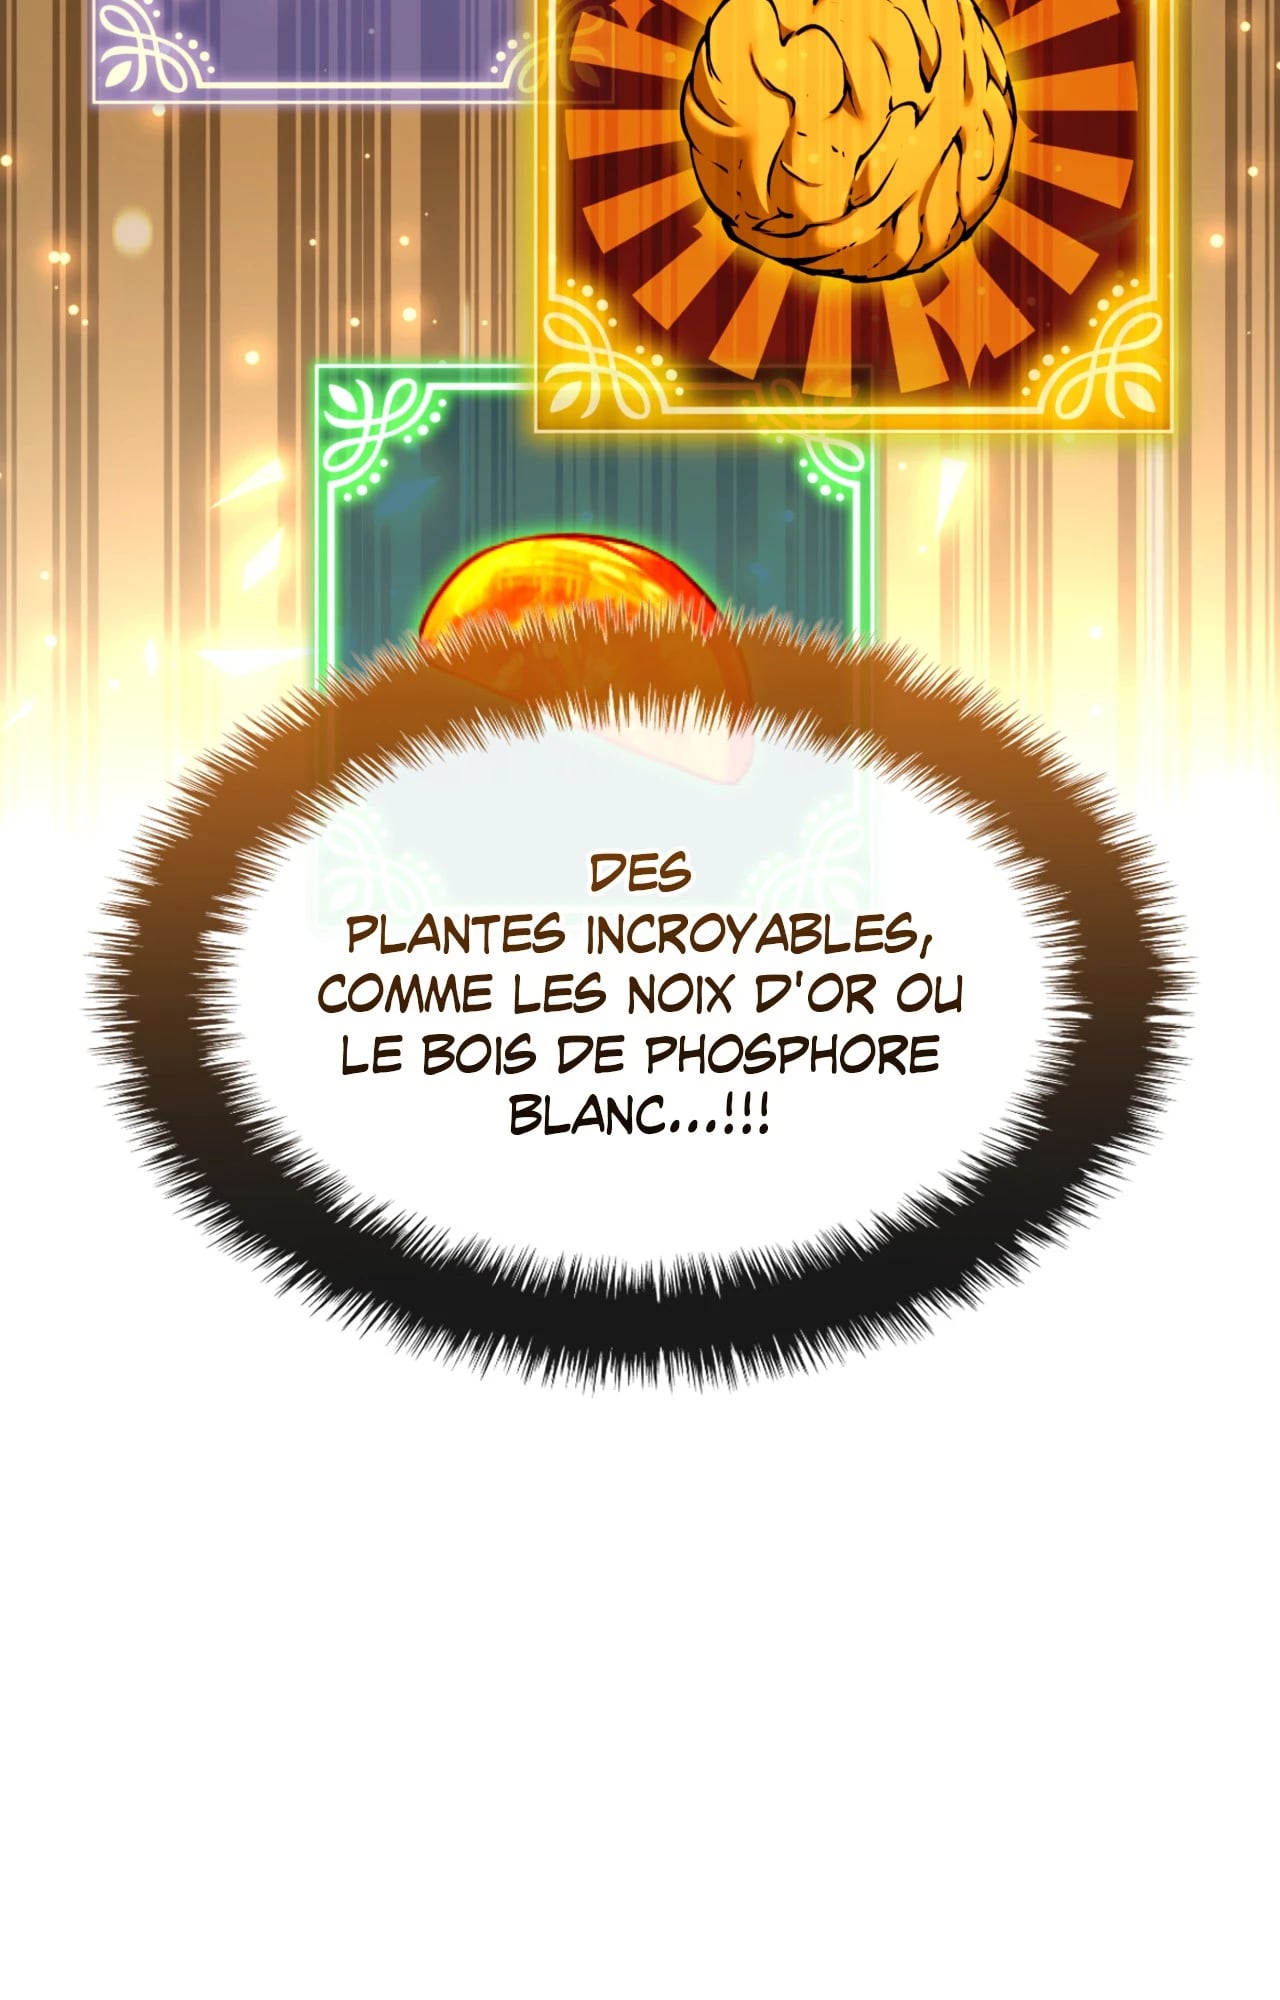 DES
PLANTES INCROYABLES,
COMME LES NOIX D'OR OU
LE BOIS DE PHOSPHORE
BLANC...!!!